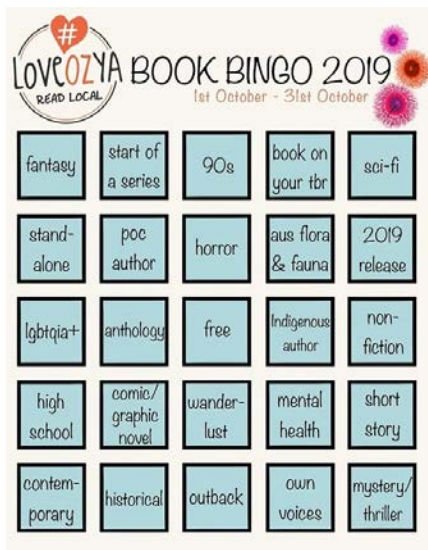 #
LOVEOZYA
READ LOCAL
BOOK BINGO 2019
1st October - 31st October
fantasy
start of
a series
90s
book on
your tbr
sci-fi
stand-
alone
poc
author
horror
aus flora
& fauna
2019
release
lgbtqia+
anthology
free
Indigenous
author
non-
fiction
high
school
comic/
graphic
novel
wander-
lust
mental
health
short
story
contem-
porary
historical
outback
own
voices
mystery/
thriller